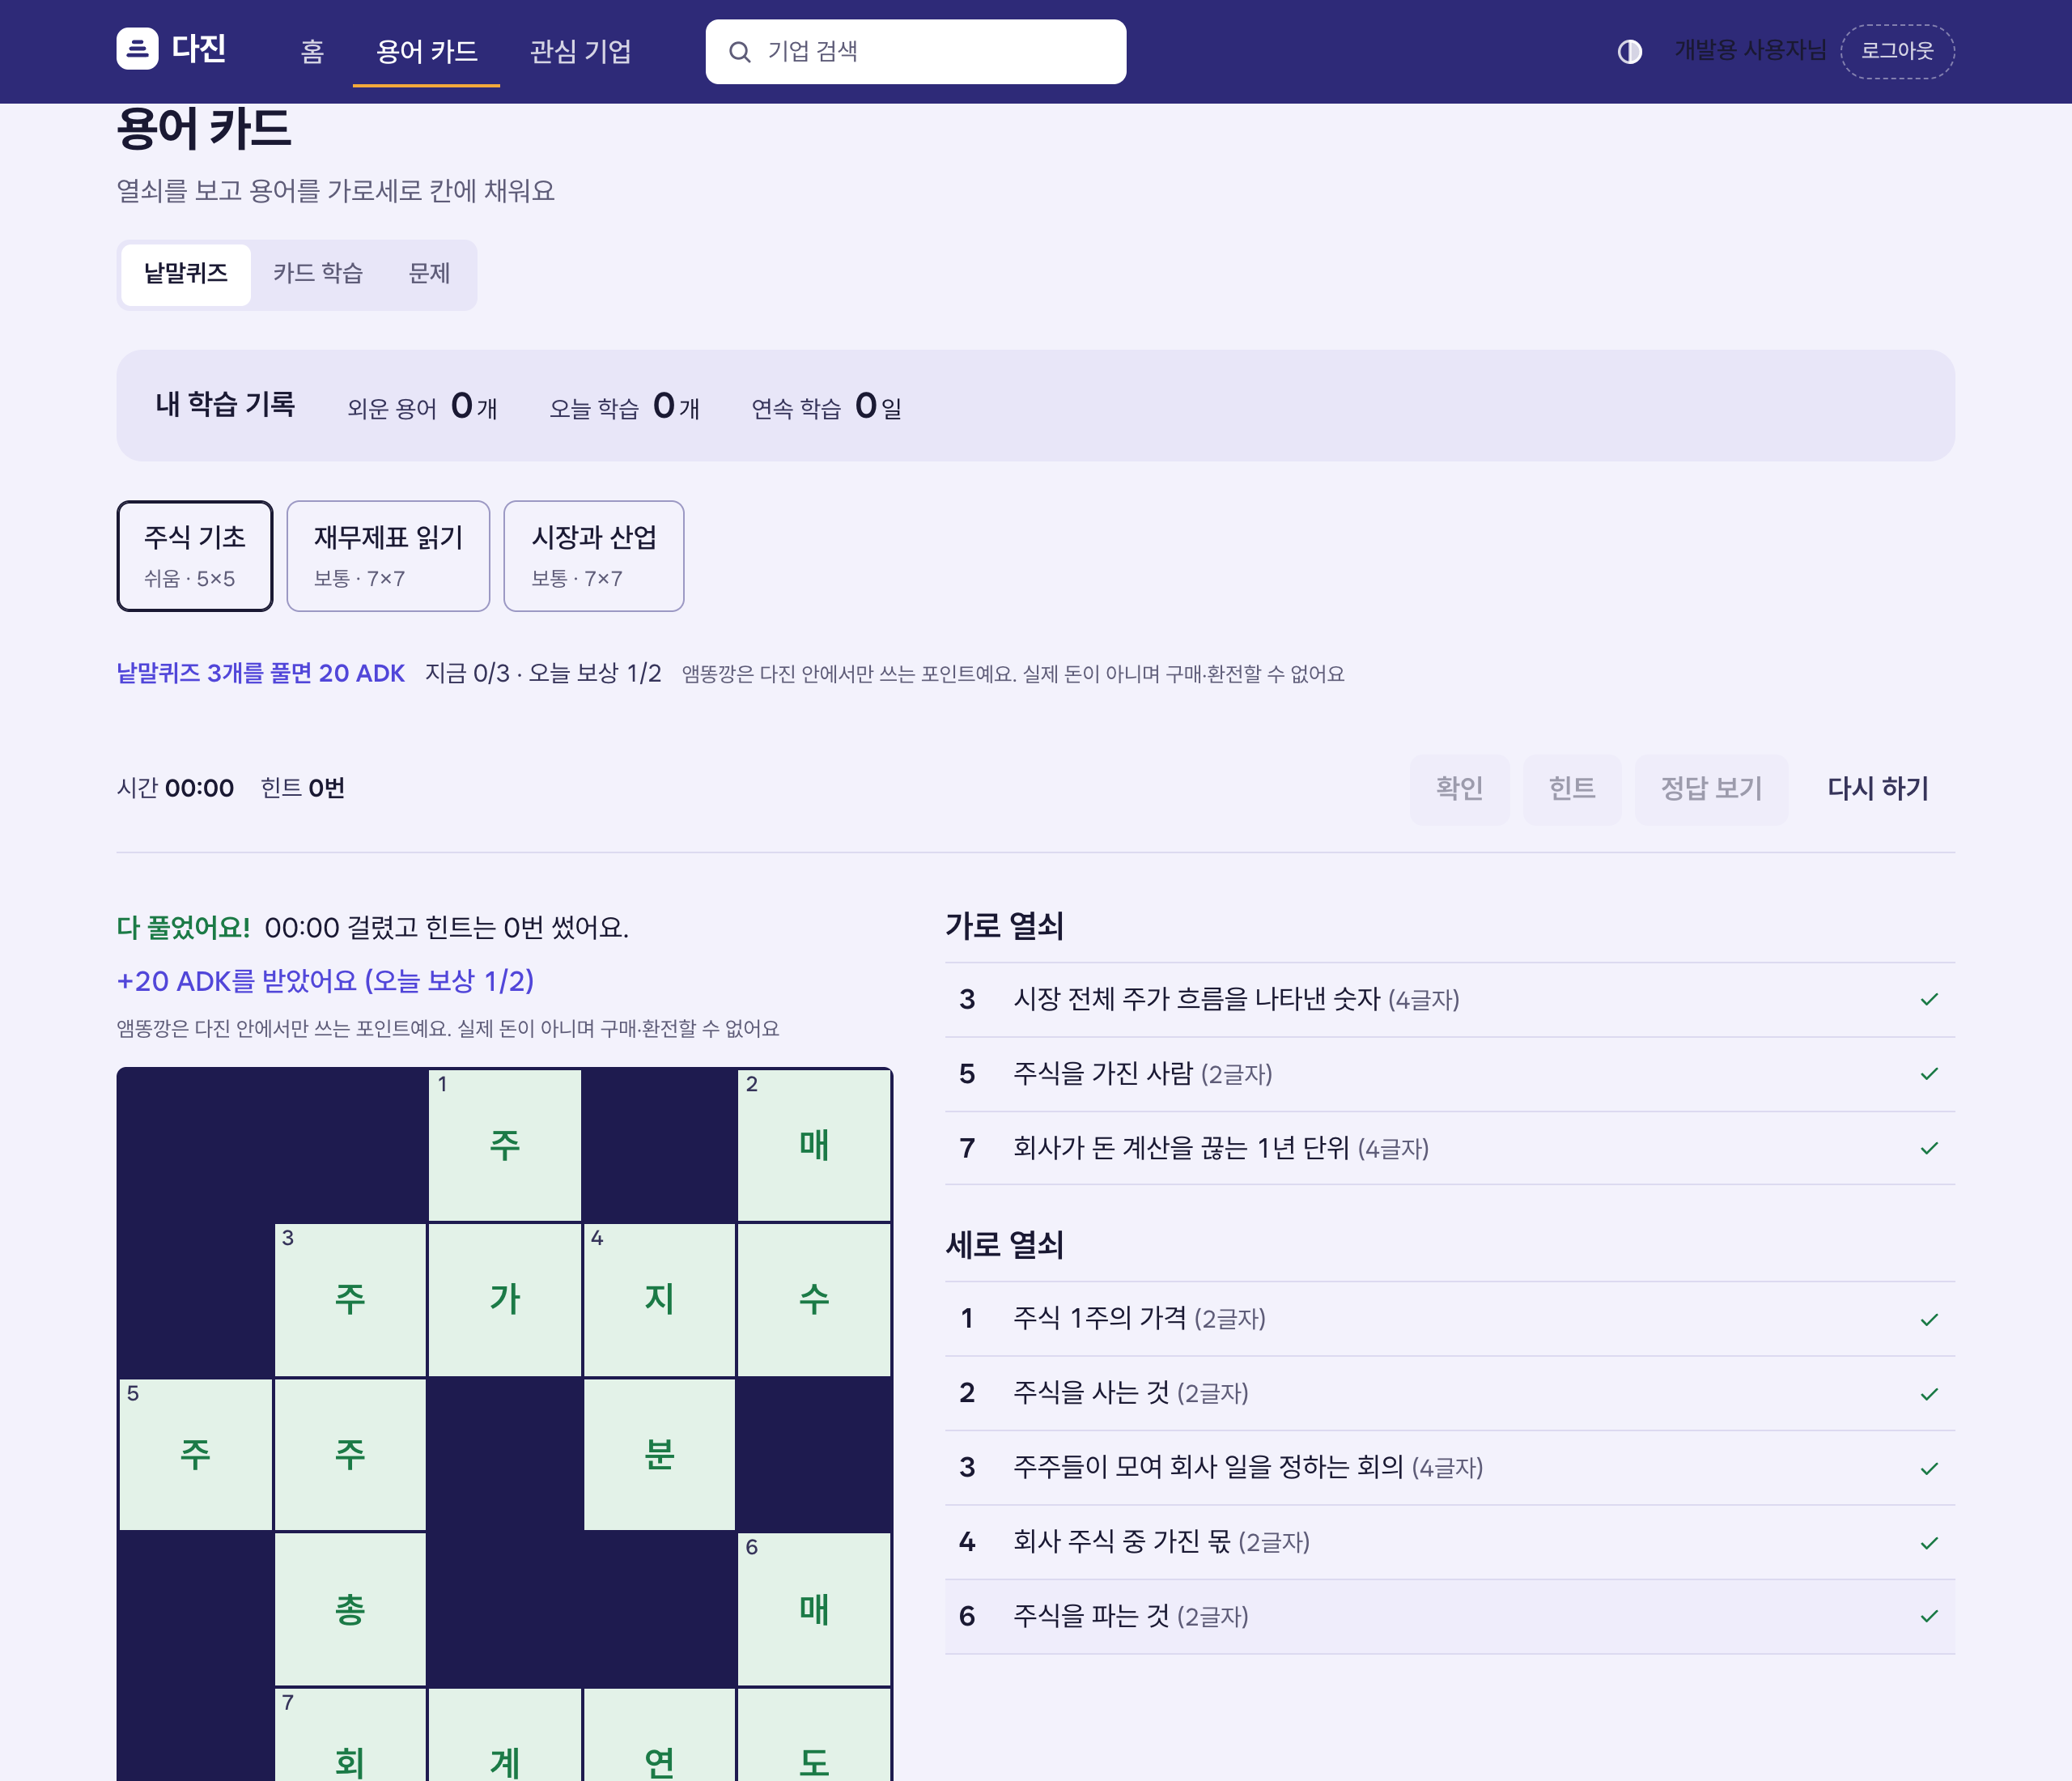 다진
홈
용어 카드
관심 기업
기업 검색
개발용 사용자님
로그아웃
용어 카드
열쇠를 보고 용어를 가로세로 칸에 채워요
낱말퀴즈
카드 학습
문제
내 학습 기록
외운 용어 0개
오늘 학습 0개
연속 학습 0일
주식 기초
쉬움 · 5×5
재무제표 읽기
보통 · 7×7
시장과 산업
보통 · 7×7
낱말퀴즈 3개를 풀면 20 ADK 지금 0/3 · 오늘 보상 1/2 앰똥깡은 다진 안에서만 쓰는 포인트예요. 실제 돈이 아니며 구매·환전할 수 없어요
시간 00:00 힌트 0번
확인
힌트
정답 보기
다시 하기
다 풀었어요! 00:00 걸렸고 힌트는 0번 썼어요.
+20 ADK를 받았어요 (오늘 보상 1/2)
앰똥깡은 다진 안에서만 쓰는 포인트예요. 실제 돈이 아니며 구매·환전할 수 없어요
1 주 2 매
3 주 가 4 지 수
5 주 주 분
총 6 매
7 회 계 연 도
가로 열쇠
3 시장 전체 주가 흐름을 나타낸 숫자 (4글자)
5 주식을 가진 사람 (2글자)
7 회사가 돈 계산을 끊는 1년 단위 (4글자)
세로 열쇠
1 주식 1주의 가격 (2글자)
2 주식을 사는 것 (2글자)
3 주주들이 모여 회사 일을 정하는 회의 (4글자)
4 회사 주식 중 가진 몫 (2글자)
6 주식을 파는 것 (2글자)